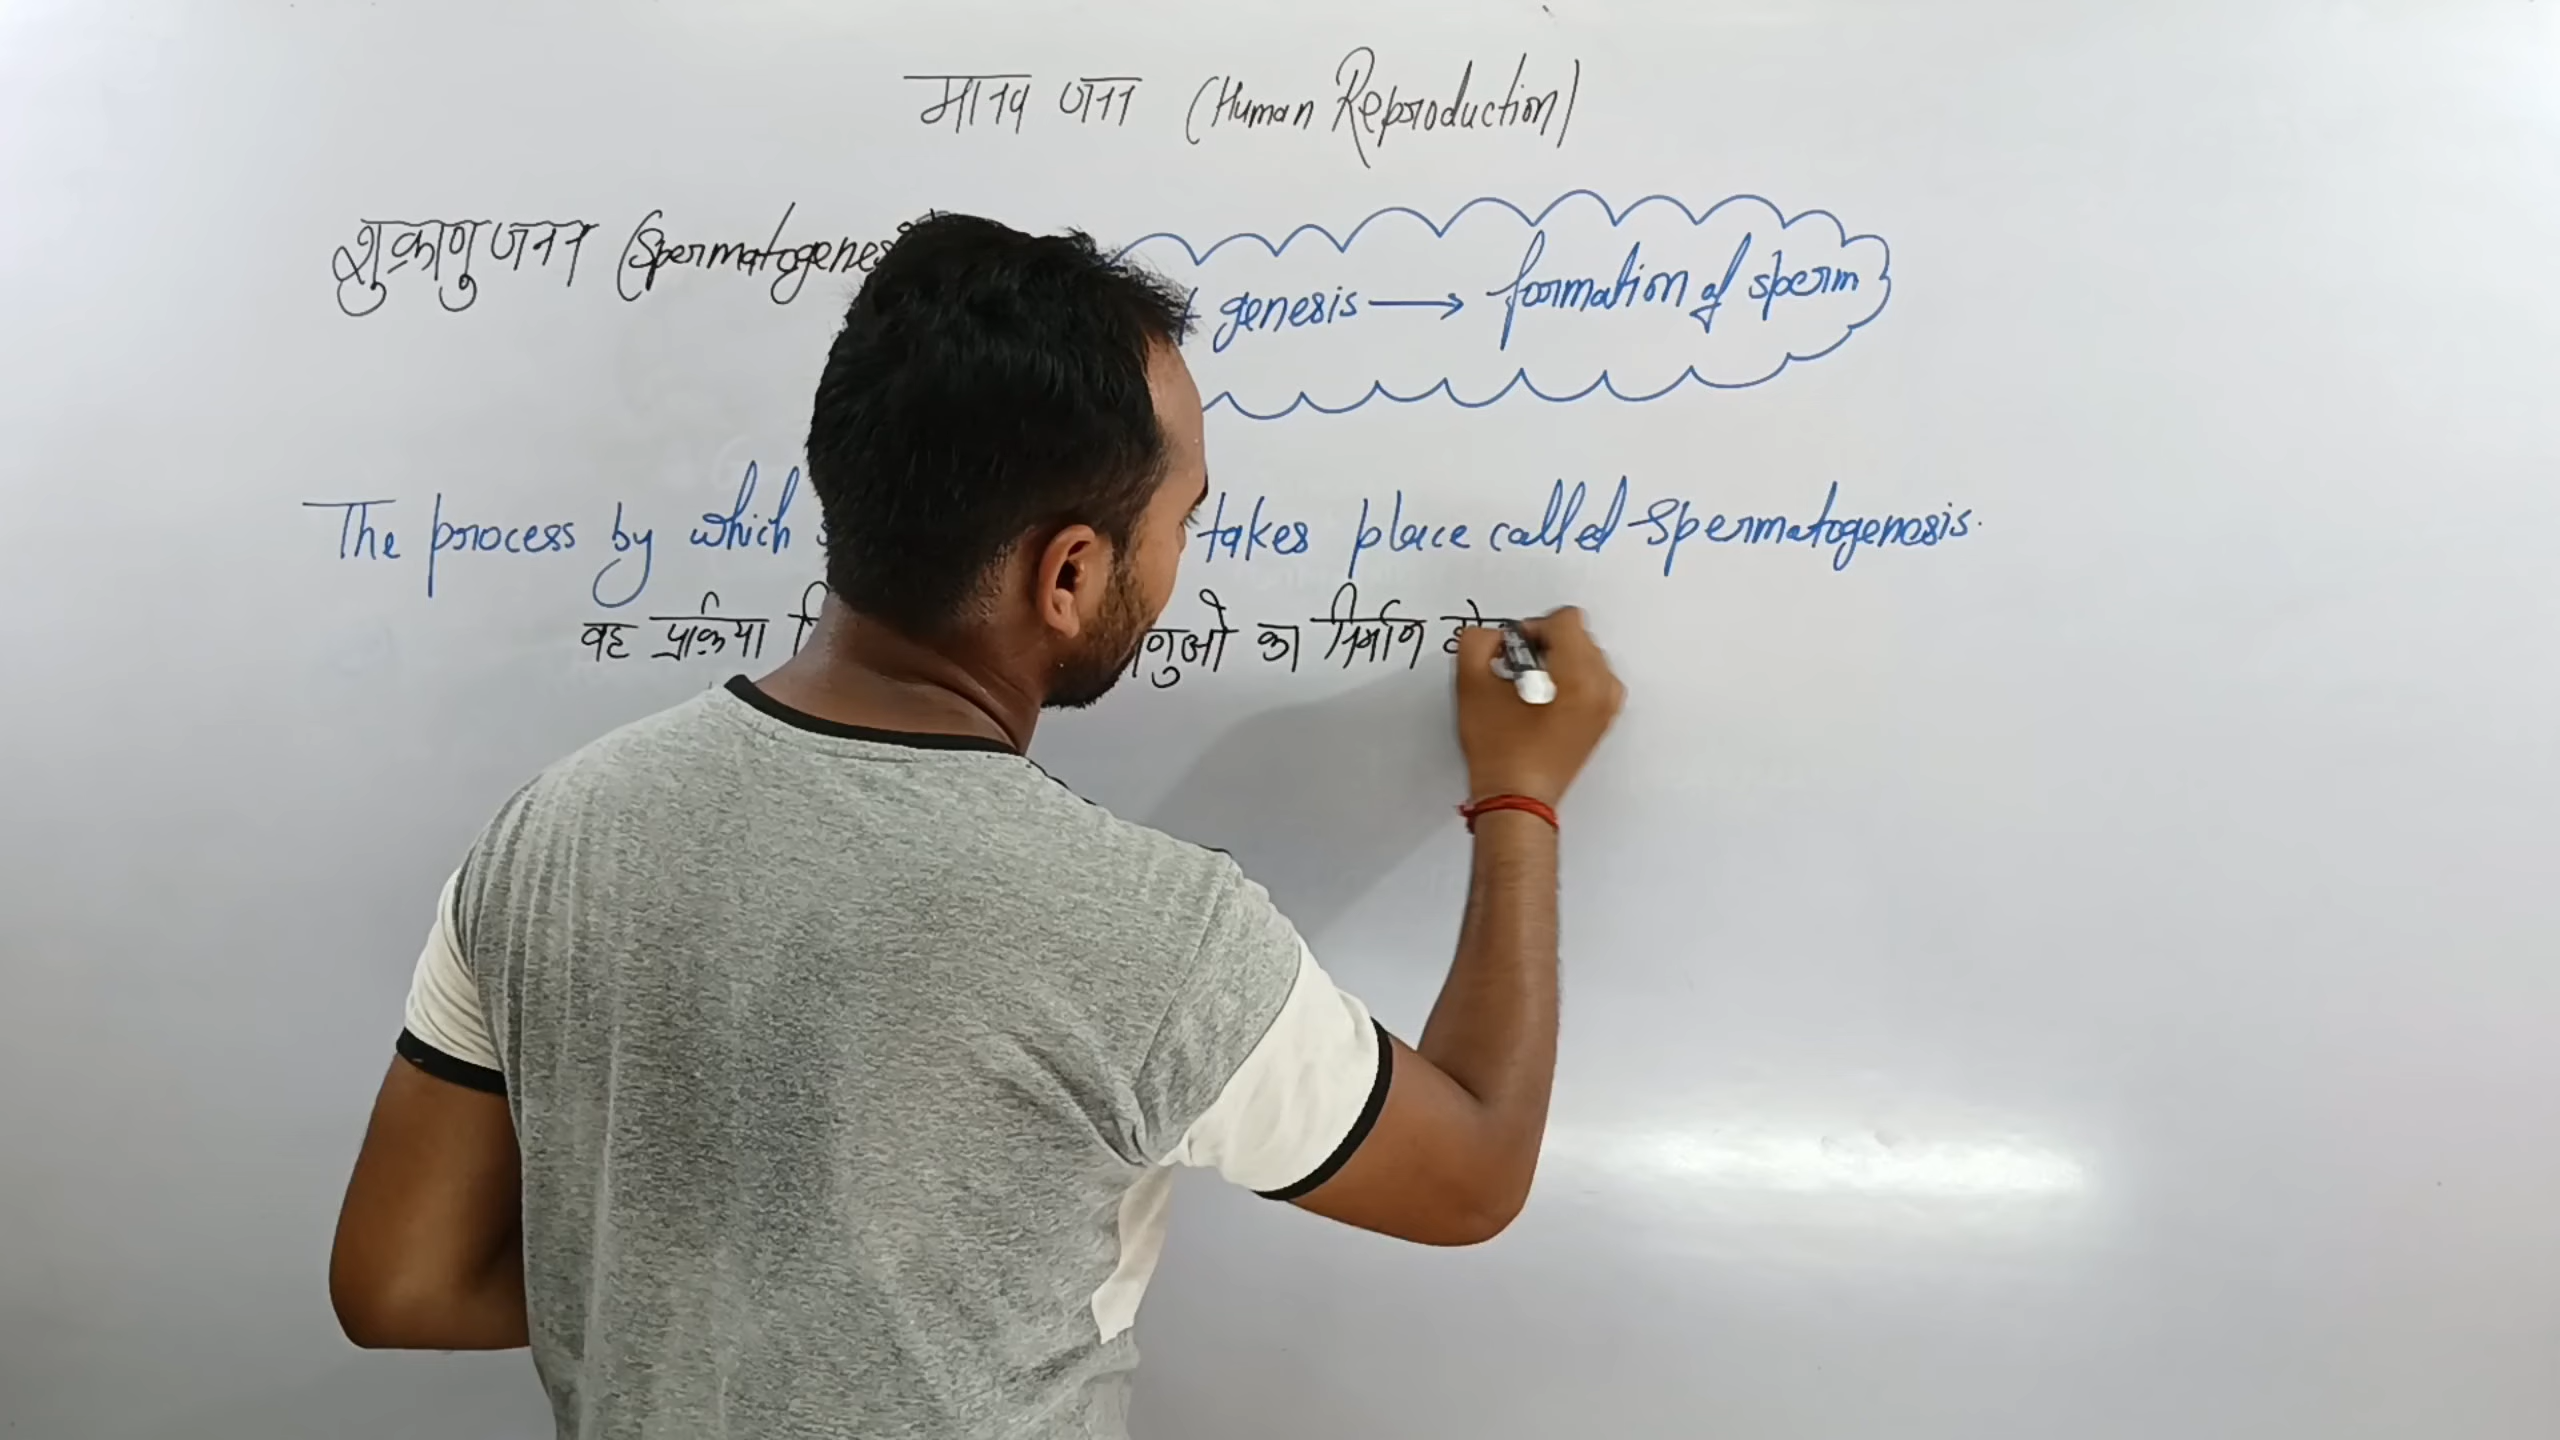 मानव जनन (Human Reproduction)
शुक्राणुजनन (Spermatogenes
+ genesis → formation of sperm
The process by which takes place called Spermatogenesis.
वह प्रक्रिया का निर्माण